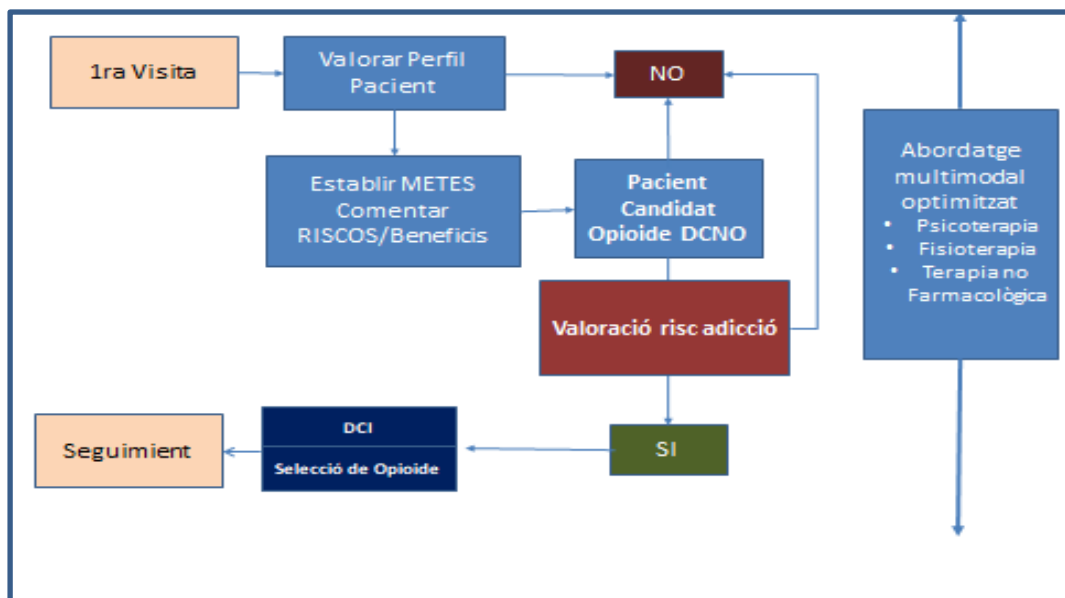 1ra Visita
Valorar Perfil
Pacient
NO
Establir METES
Comentar
RISCOS/Beneficis
Pacient
Candidat
Opioide DCNO
Valoració risc adicció
SI
DCI
Selecció de Opioide
Seguimient
Abordatge
multimodal
optimitzat
• Psicoterapia
• Fisioterapia
• Terapia no
Farmacològica